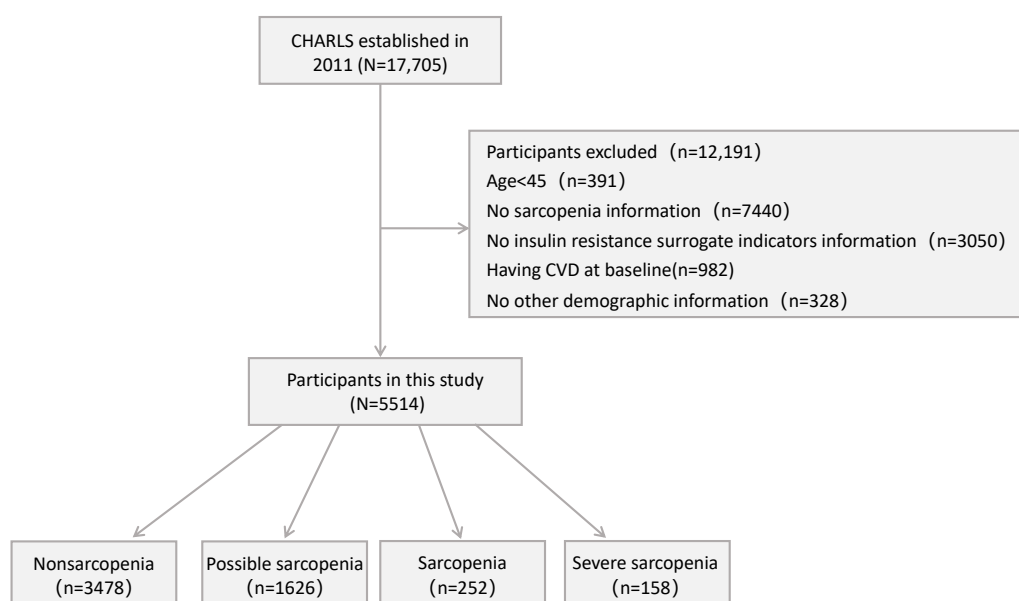 CHARLS established in
2011 (N=17,705)
Participants excluded (n=12,191)
Age<45 (n=391)
No sarcopenia information (n=7440)
No insulin resistance surrogate indicators information (n=3050)
Having CVD at baseline(n=982)
No other demographic information (n=328)
Participants in this study
(N=5514)
Nonsarcopenia
(n=3478)
Possible sarcopenia
(n=1626)
Sarcopenia
(n=252)
Severe sarcopenia
(n=158)